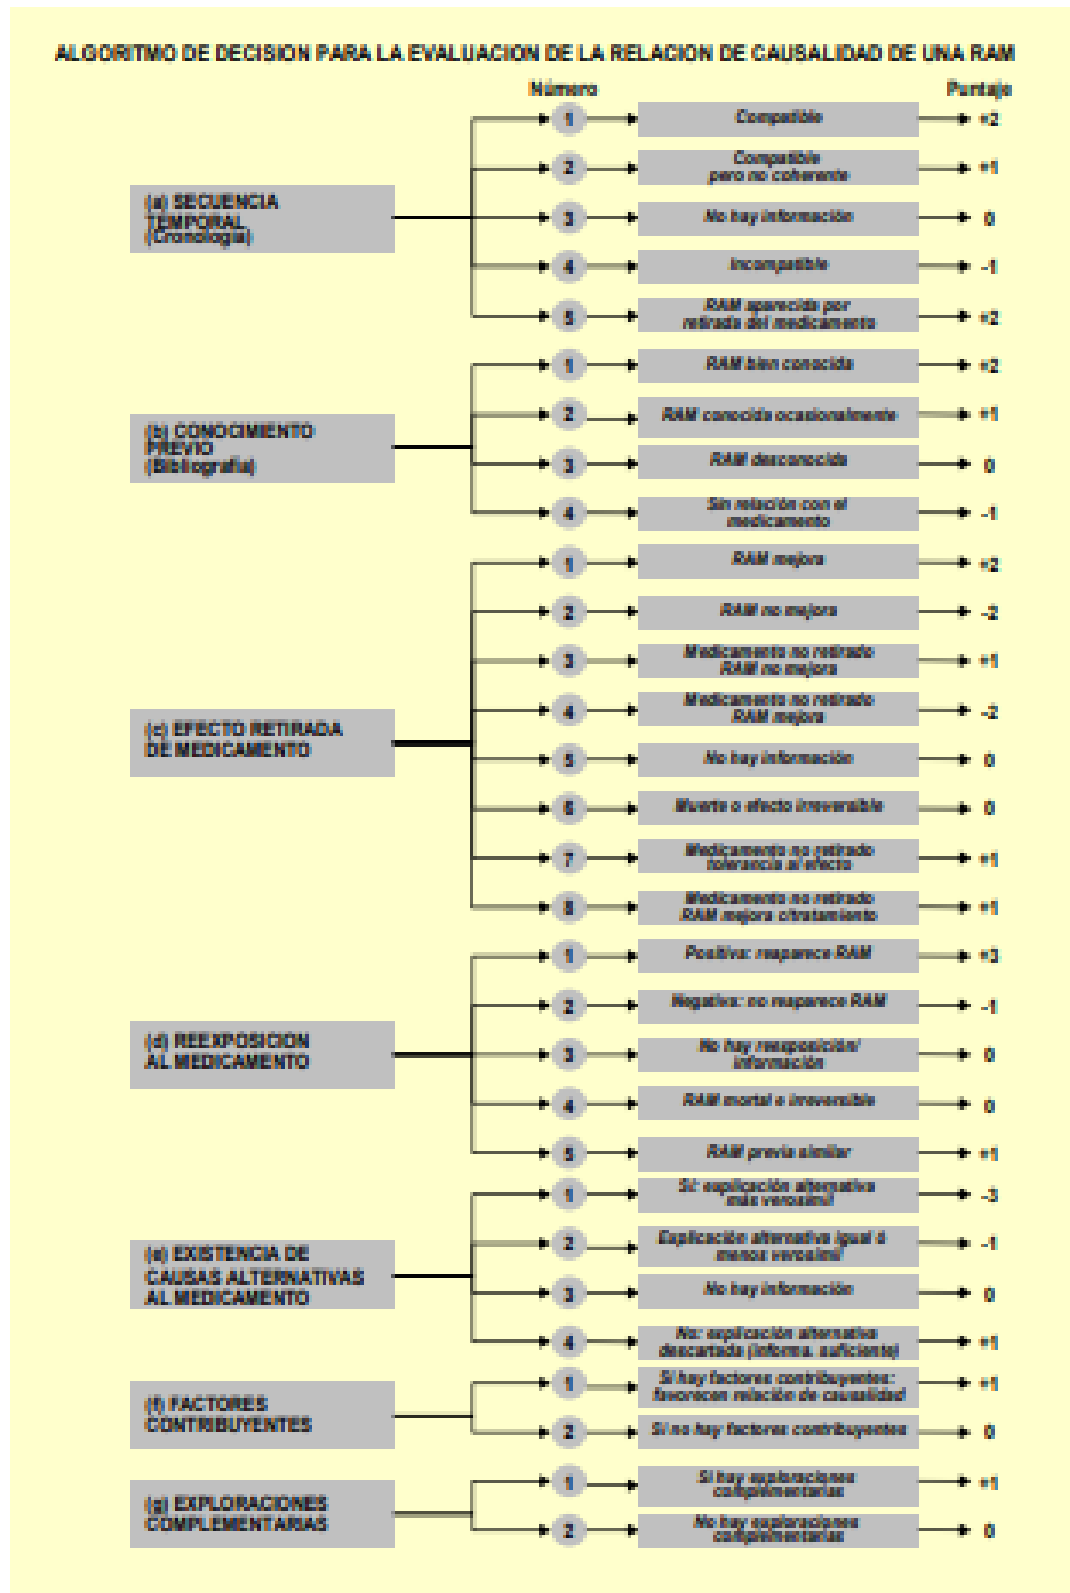 ALGORITMO DE DECISION PARA LA EVALUACION DE LA RELACION DE CAUSALIDAD DE UNA RAM
Número
Puntaje
(a) SECUENCIA
TEMPORAL
(Cronología)
1 Compatible +2
2 Compatible
pero no coherente +1
3 No hay información 0
4 Incompatible -1
5 RAM aparecida por
retirada del medicamento +2
(b) CONOCIMIENTO
PREVIO
(Bibliografía)
1 RAM bien conocida +2
2 RAM conocida ocasionalmente +1
3 RAM desconocida 0
4 Sin relación con el
medicamento -1
(c) EFECTO RETIRADA
DE MEDICAMENTO
1 RAM mejora +2
2 RAM no mejora -2
3 Medicamento no retirado
RAM no mejora +1
4 Medicamento no retirado
RAM mejora -2
5 No hay información 0
6 Muerte o efecto irreversible 0
7 Medicamento no retirado
tolerancia al efecto +1
8 Medicamento no retirado
RAM mejora c/tratamiento +1
(d) REEXPOSICION
AL MEDICAMENTO
1 Positiva: reaparece RAM +3
2 Negativa: no reaparece RAM -1
3 No hay reexposición/
información 0
4 RAM mortal e irreversible 0
5 RAM previa similar +1
(e) EXISTENCIA DE
CAUSAS ALTERNATIVAS
AL MEDICAMENTO
1 Sí: explicación alternativa
más verosímil -3
2 Explicación alternativa igual ó
menos verosímil -1
3 No hay información 0
4 No: explicación alternativa
descartada (informa. suficiente) +1
(f) FACTORES
CONTRIBUYENTES
1 Si hay factores contribuyentes:
favorecen relación de causalidad +1
2 Si no hay factores contribuyentes 0
(g) EXPLORACIONES
COMPLEMENTARIAS
1 Si hay exploraciones
complementarias +1
2 No hay exploraciones
complementarias 0